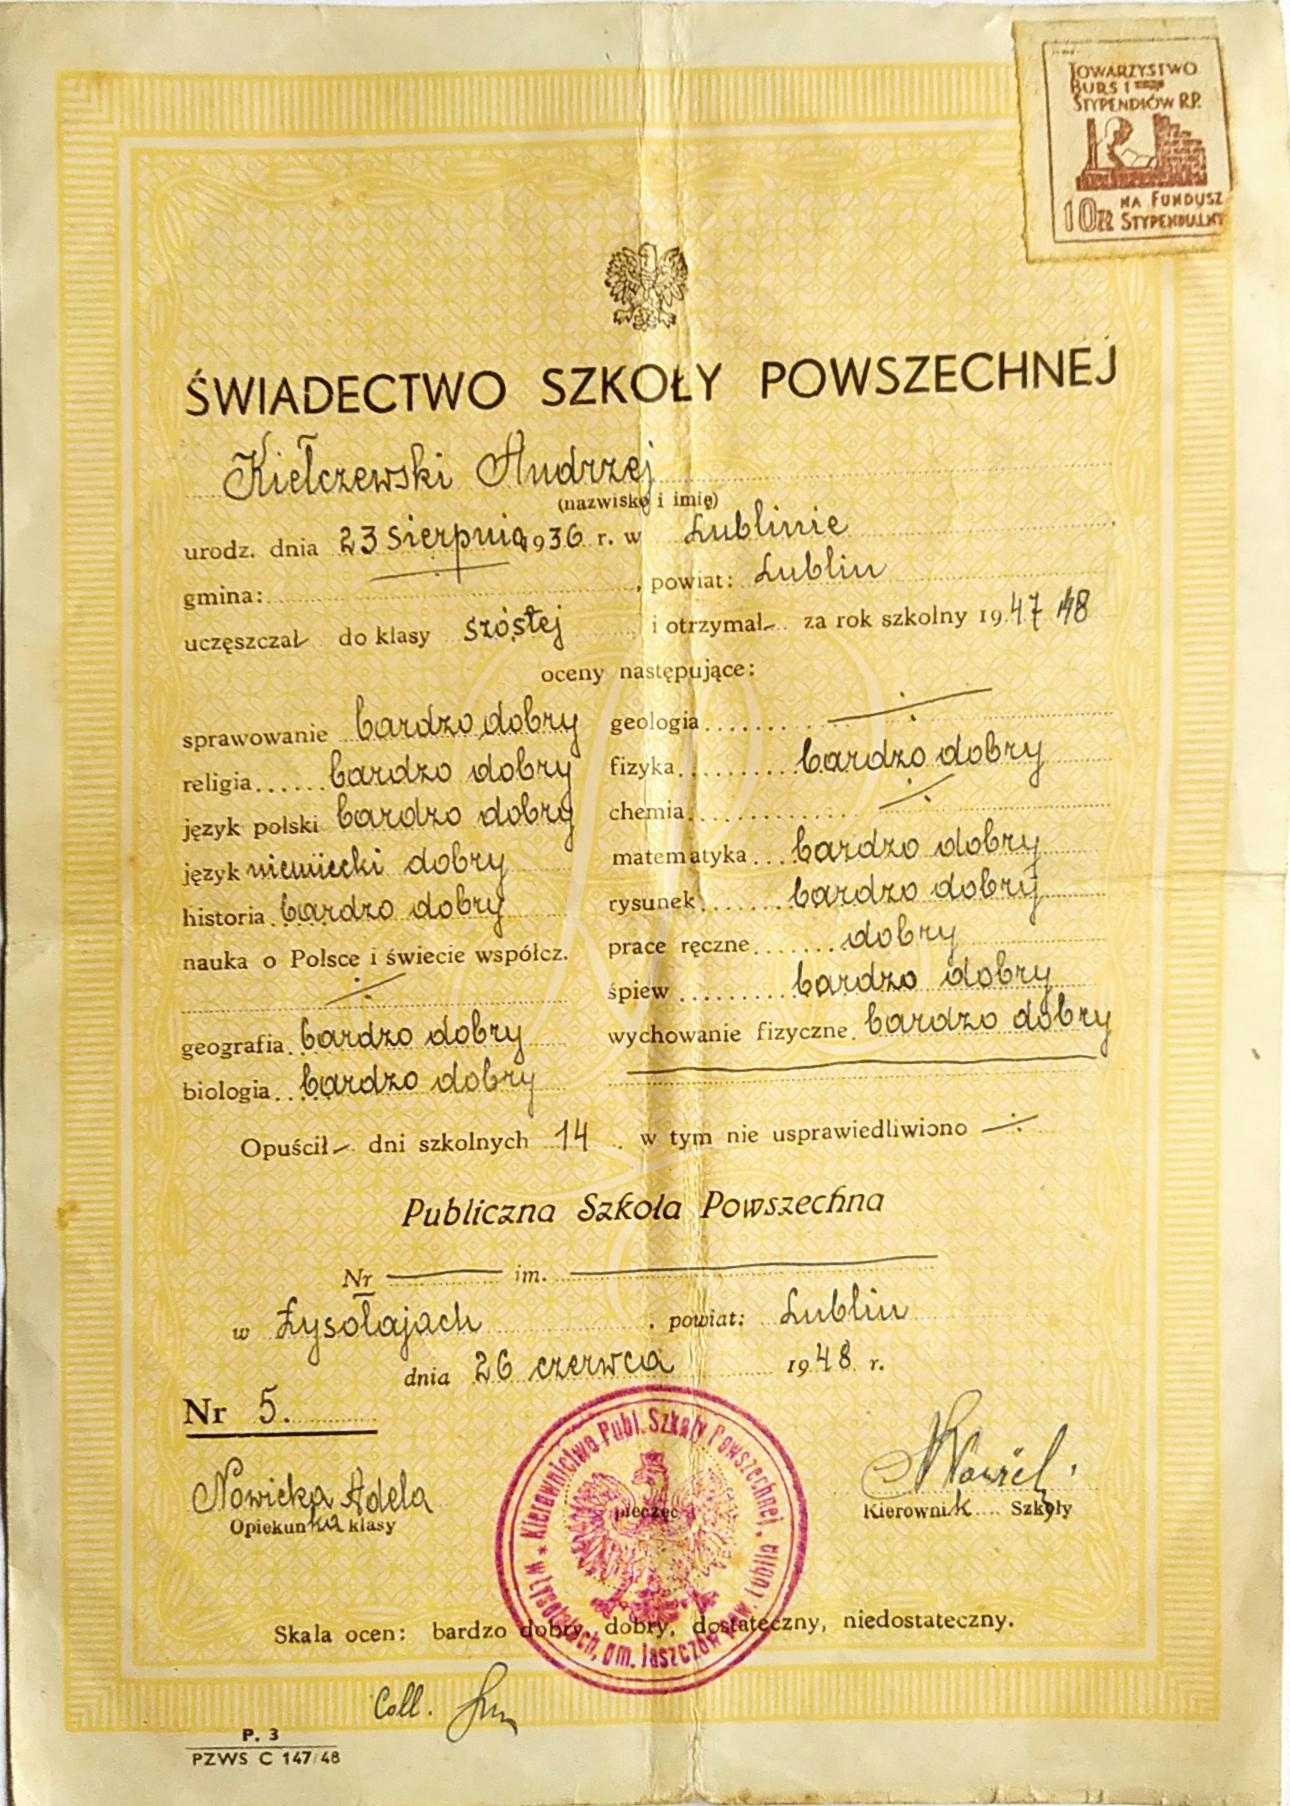 TOWARZYSTWO
BURS I
STYPENDIÓW R.P.
10 ZŁ NA FUNDUSZ
STYPENDIALNY
ŚWIADECTWO SZKOŁY POWSZECHNEJ
Kiełczewski Andrzej
(nazwisko i imię)
urodz. dnia 23 sierpnia 1936 r. w Lublinie
gmina: , powiat: Lublin
uczęszczał do klasy szóstej i otrzymał za rok szkolny 1947/48
oceny następujące:
sprawowanie bardzo dobry
religia bardzo dobry
język polski bardzo dobry
język niemiecki dobry
historia bardzo dobry
nauka o Polsce i świecie współcz.
geografia bardzo dobry
biologia bardzo dobry
geologia
fizyka bardzo dobry
chemia
matematyka bardzo dobry
rysunek bardzo dobry
prace ręczne dobry
śpiew bardzo dobry
wychowanie fizyczne bardzo dobry
Opuścił dni szkolnych 14 w tym nie usprawiedliwiono
Publiczna Szkoła Powszechna
Nr im.
w Łysołajach , powiat: Lublin
dnia 26 czerwca 1948 r.
Nr 5.
Nowicka Adela
Opiekunka klasy
pieczęć
Kierownictwo Publ. Szkoły Powszechnej * w Łysołajach, gm. Jaszczów pow. Lublin
Kierownik Szkoły
Skala ocen: bardzo dobry, dobry, dostateczny, niedostateczny.
Coll.
P. 3
PZWS C 147/48